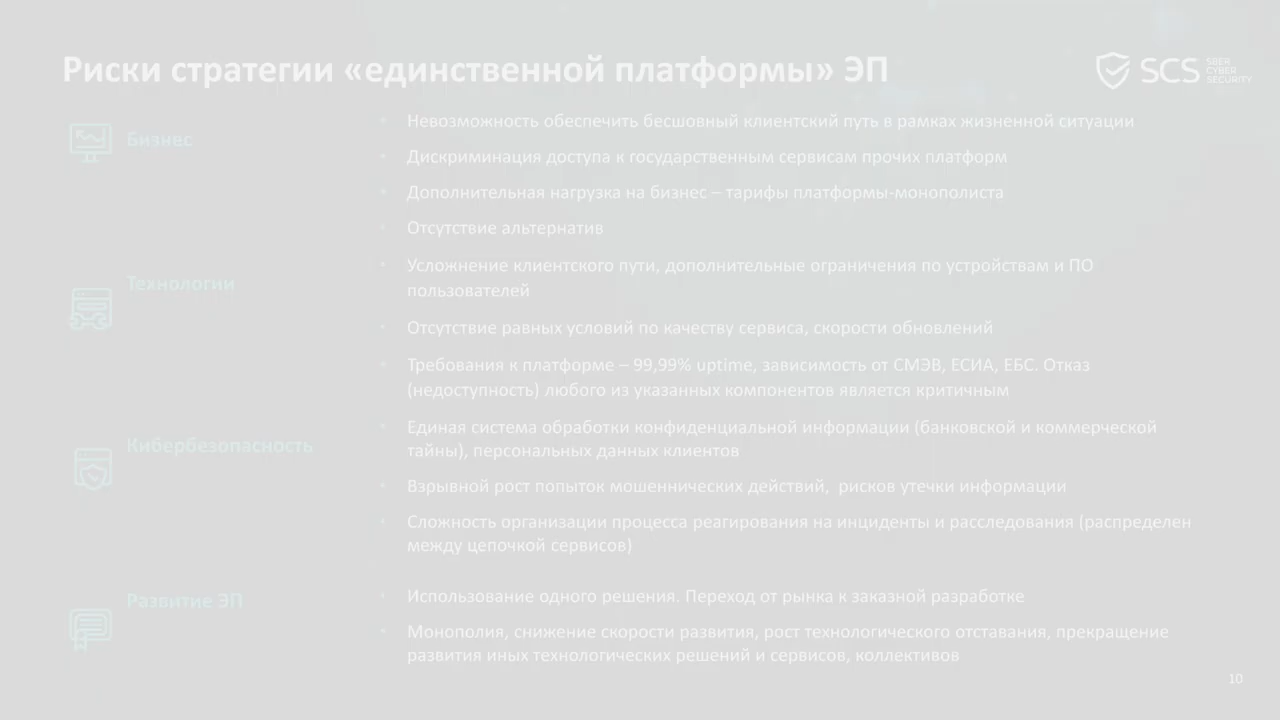 Риски стратегии «единственной платформы» ЭП
SCS
SBER
CYBER
SECURITY
Бизнес
• Невозможность обеспечить бесшовный клиентский путь в рамках жизненной ситуации
• Дискриминация доступа к государственным сервисам прочих платформ
• Дополнительная нагрузка на бизнес – тарифы платформы-монополиста
• Отсутствие альтернатив
Технологии
• Усложнение клиентского пути, дополнительные ограничения по устройствам и ПО
пользователей
• Отсутствие равных условий по качеству сервиса, скорости обновлений
• Требования к платформе – 99,99% uptime, зависимость от СМЭВ, ЕСИА, ЕБС. Отказ
(недоступность) любого из указанных компонентов является критичным
Кибербезопасность
• Единая система обработки конфиденциальной информации (банковской и коммерческой
тайны), персональных данных клиентов
• Взрывной рост попыток мошеннических действий, рисков утечки информации
• Сложность организации процесса реагирования на инциденты и расследования (распределен
между цепочкой сервисов)
Развитие ЭП
• Использование одного решения. Переход от рынка к заказной разработке
• Монополия, снижение скорости развития, рост технологического отставания, прекращение
развития иных технологических решений и сервисов, коллективов
10